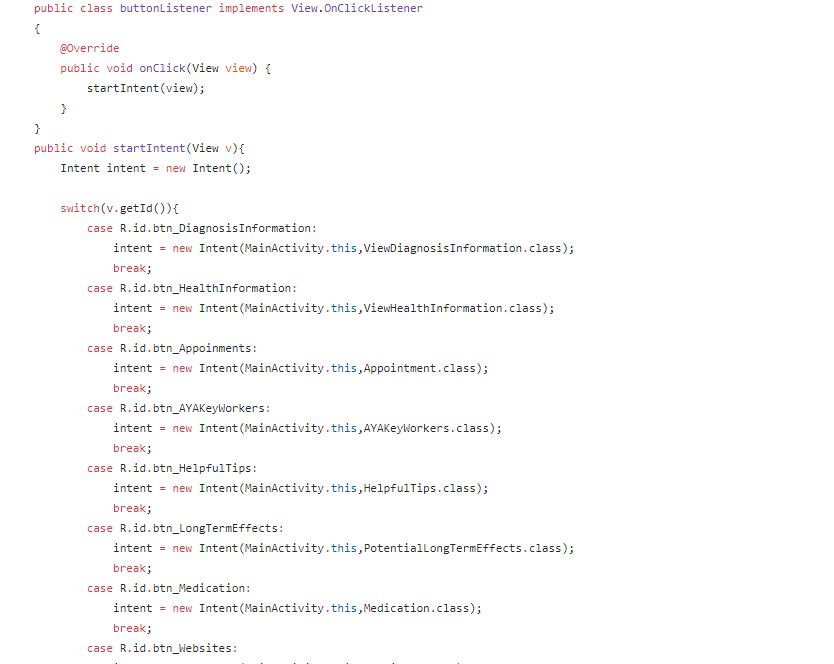 public class buttonListener implements View.OnClickListener
{
@Override
public void onClick(View view) {
startIntent(view);
}
}
public void startIntent(View v){
Intent intent = new Intent();
switch(v.getId()){
case R.id.btn_DiagnosisInformation:
intent = new Intent(MainActivity.this,ViewDiagnosisInformation.class);
break;
case R.id.btn_HealthInformation:
intent = new Intent(MainActivity.this,ViewHealthInformation.class);
break;
case R.id.btn_Appoinments:
intent = new Intent(MainActivity.this,Appointment.class);
break;
case R.id.btn_AYAKeyWorkers:
intent = new Intent(MainActivity.this,AYAKeyWorkers.class);
break;
case R.id.btn_HelpfulTips:
intent = new Intent(MainActivity.this,HelpfulTips.class);
break;
case R.id.btn_LongTermEffects:
intent = new Intent(MainActivity.this,PotentialLongTermEffects.class);
break;
case R.id.btn_Medication:
intent = new Intent(MainActivity.this,Medication.class);
break;
case R.id.btn_Websites: